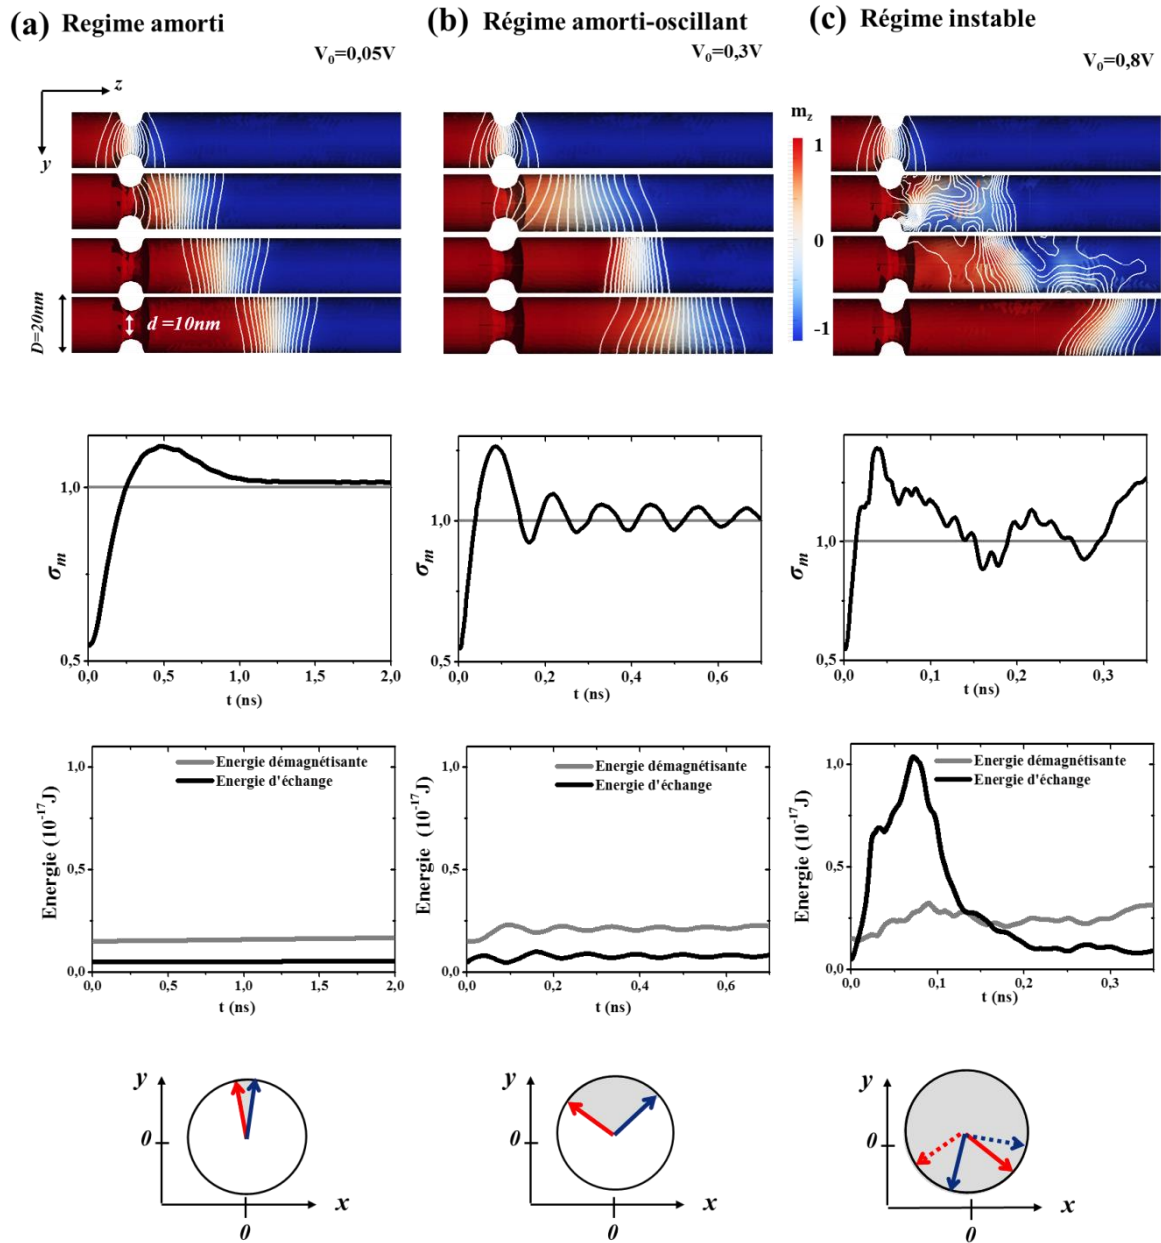 (a) Regime amorti
V0=0,05V
(b) Régime amorti-oscillant
V0=0,3V
(c) Régime instable
V0=0,8V
z
y
D=20nm
d =10nm
mz
1
0
-1
σm
1,0
0,5
0,0 0,5 1,0 1,5 2,0
t (ns)
σm
1,0
0,5
0,0 0,2 0,4 0,6
t (ns)
σm
1,0
0,5
0,0 0,1 0,2 0,3
t (ns)
Energie (10-17J)
1,0
0,5
0,0
Energie démagnétisante
Energie d'échange
0,0 0,5 1,0 1,5 2,0
t (ns)
Energie (10-17J)
1,0
0,5
0,0
Energie démagnétisante
Energie d'échange
0,0 0,2 0,4 0,6
t (ns)
Energie (10-17J)
1,0
0,5
0,0
Energie démagnétisante
Energie d'échange
0,0 0,1 0,2 0,3
t (ns)
y
0
x
0
y
0
x
0
y
0
x
0